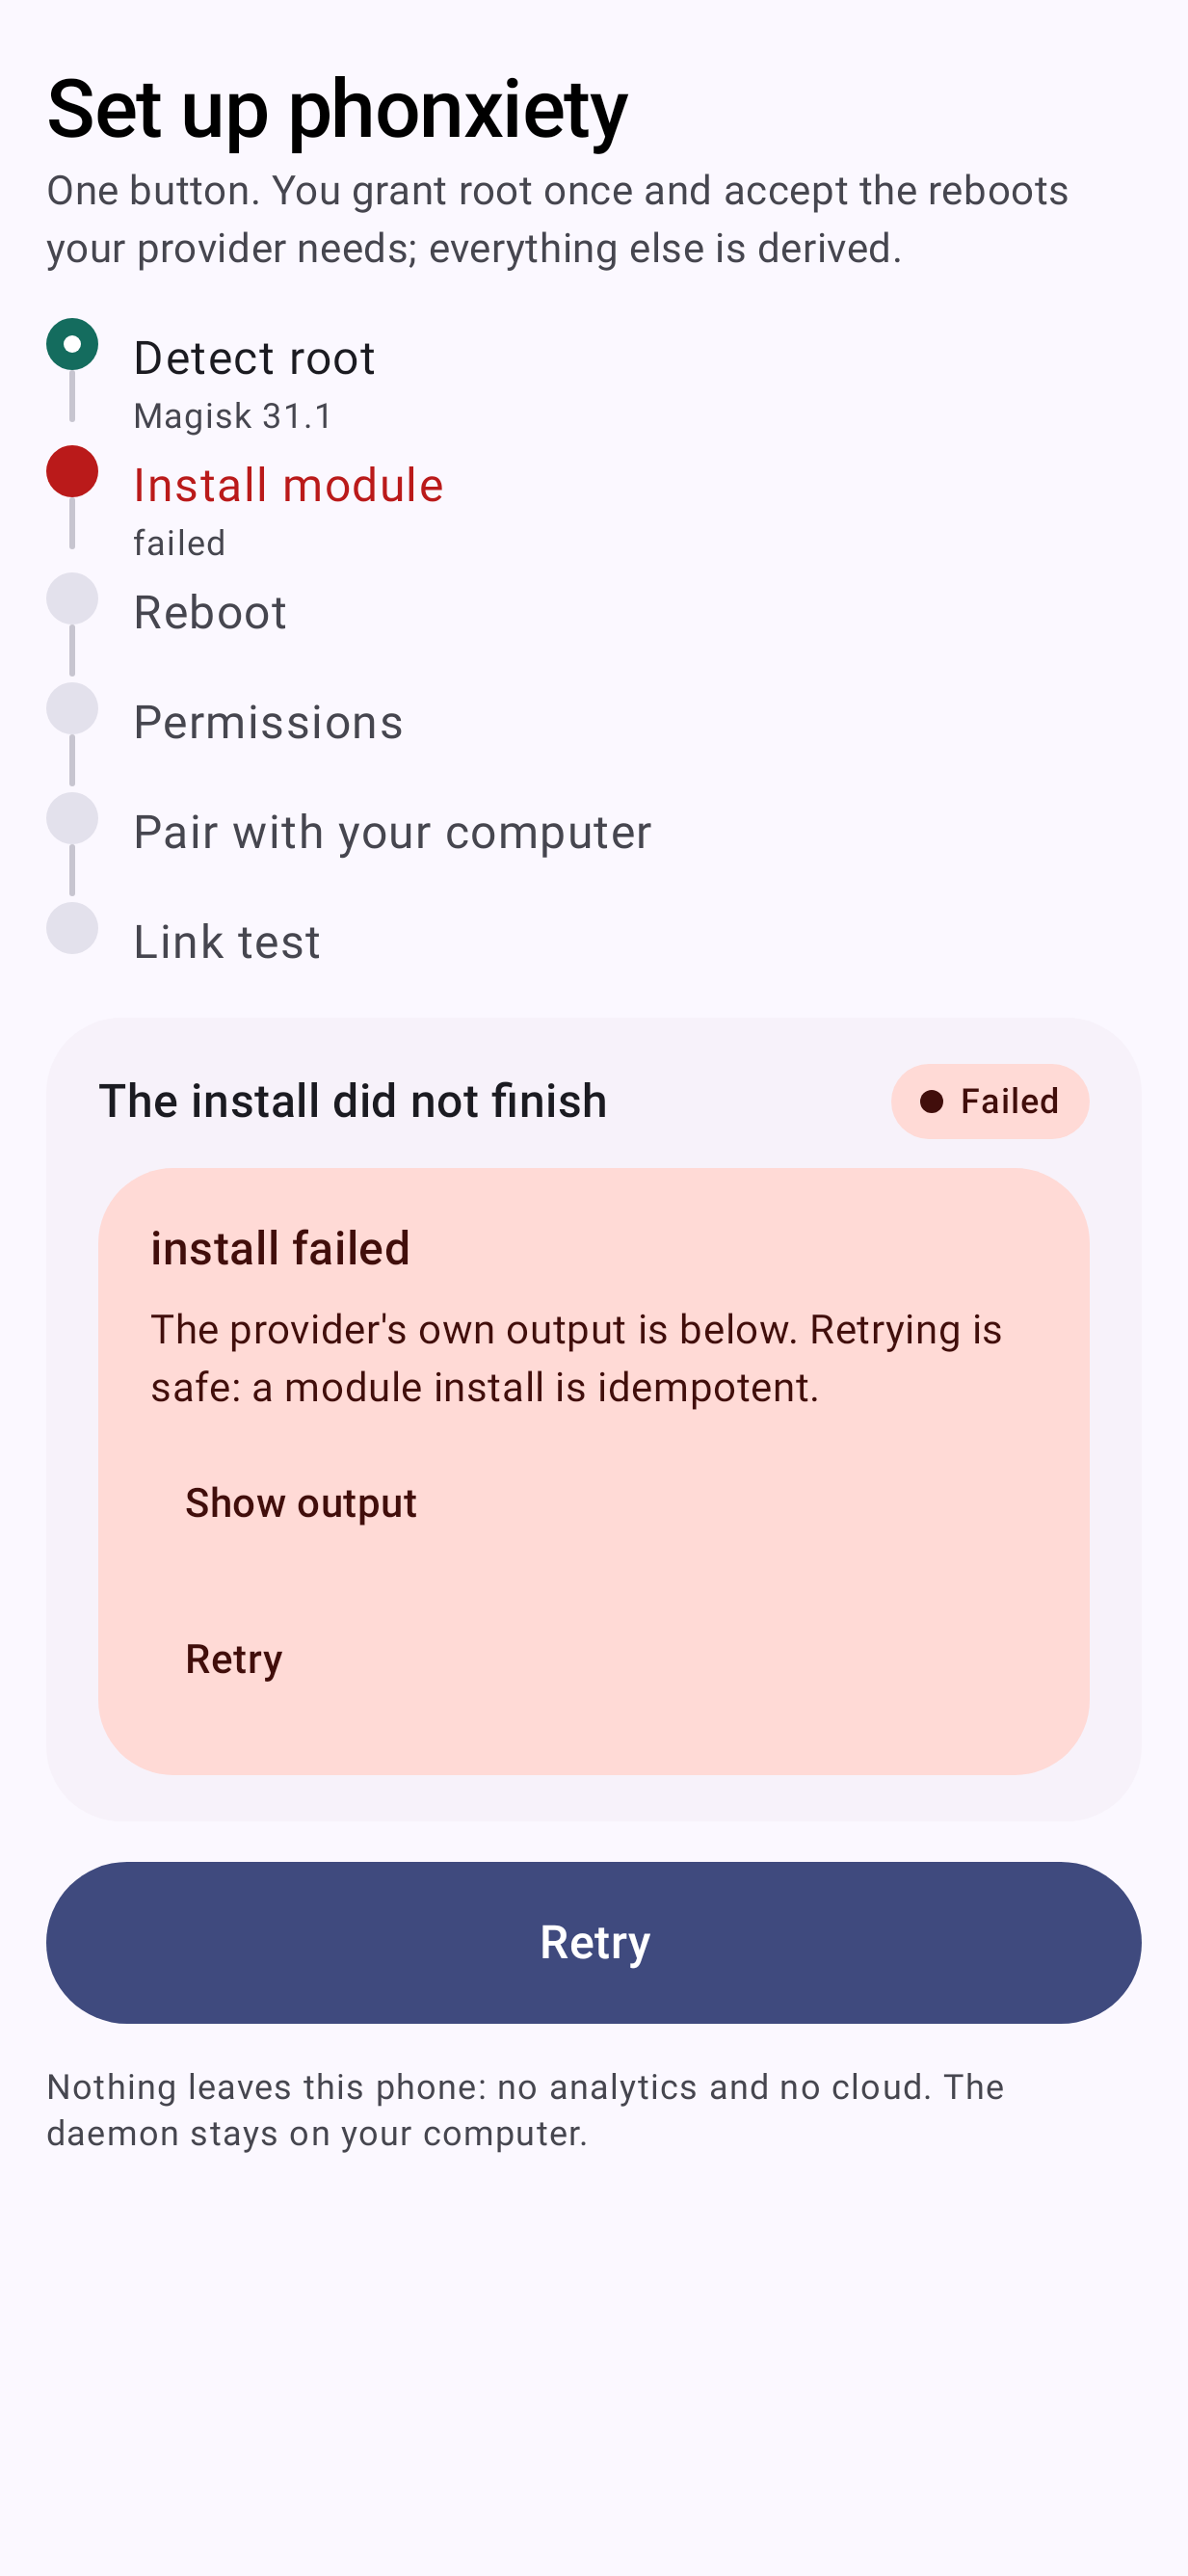 Set up phonxiety
One button. You grant root once and accept the reboots
your provider needs; everything else is derived.
Detect root
Magisk 31.1
Install module
failed
Reboot
Permissions
Pair with your computer
Link test
The install did not finish
Failed
install failed
The provider's own output is below. Retrying is
safe: a module install is idempotent.
Show output
Retry
Retry
Nothing leaves this phone: no analytics and no cloud. The
daemon stays on your computer.